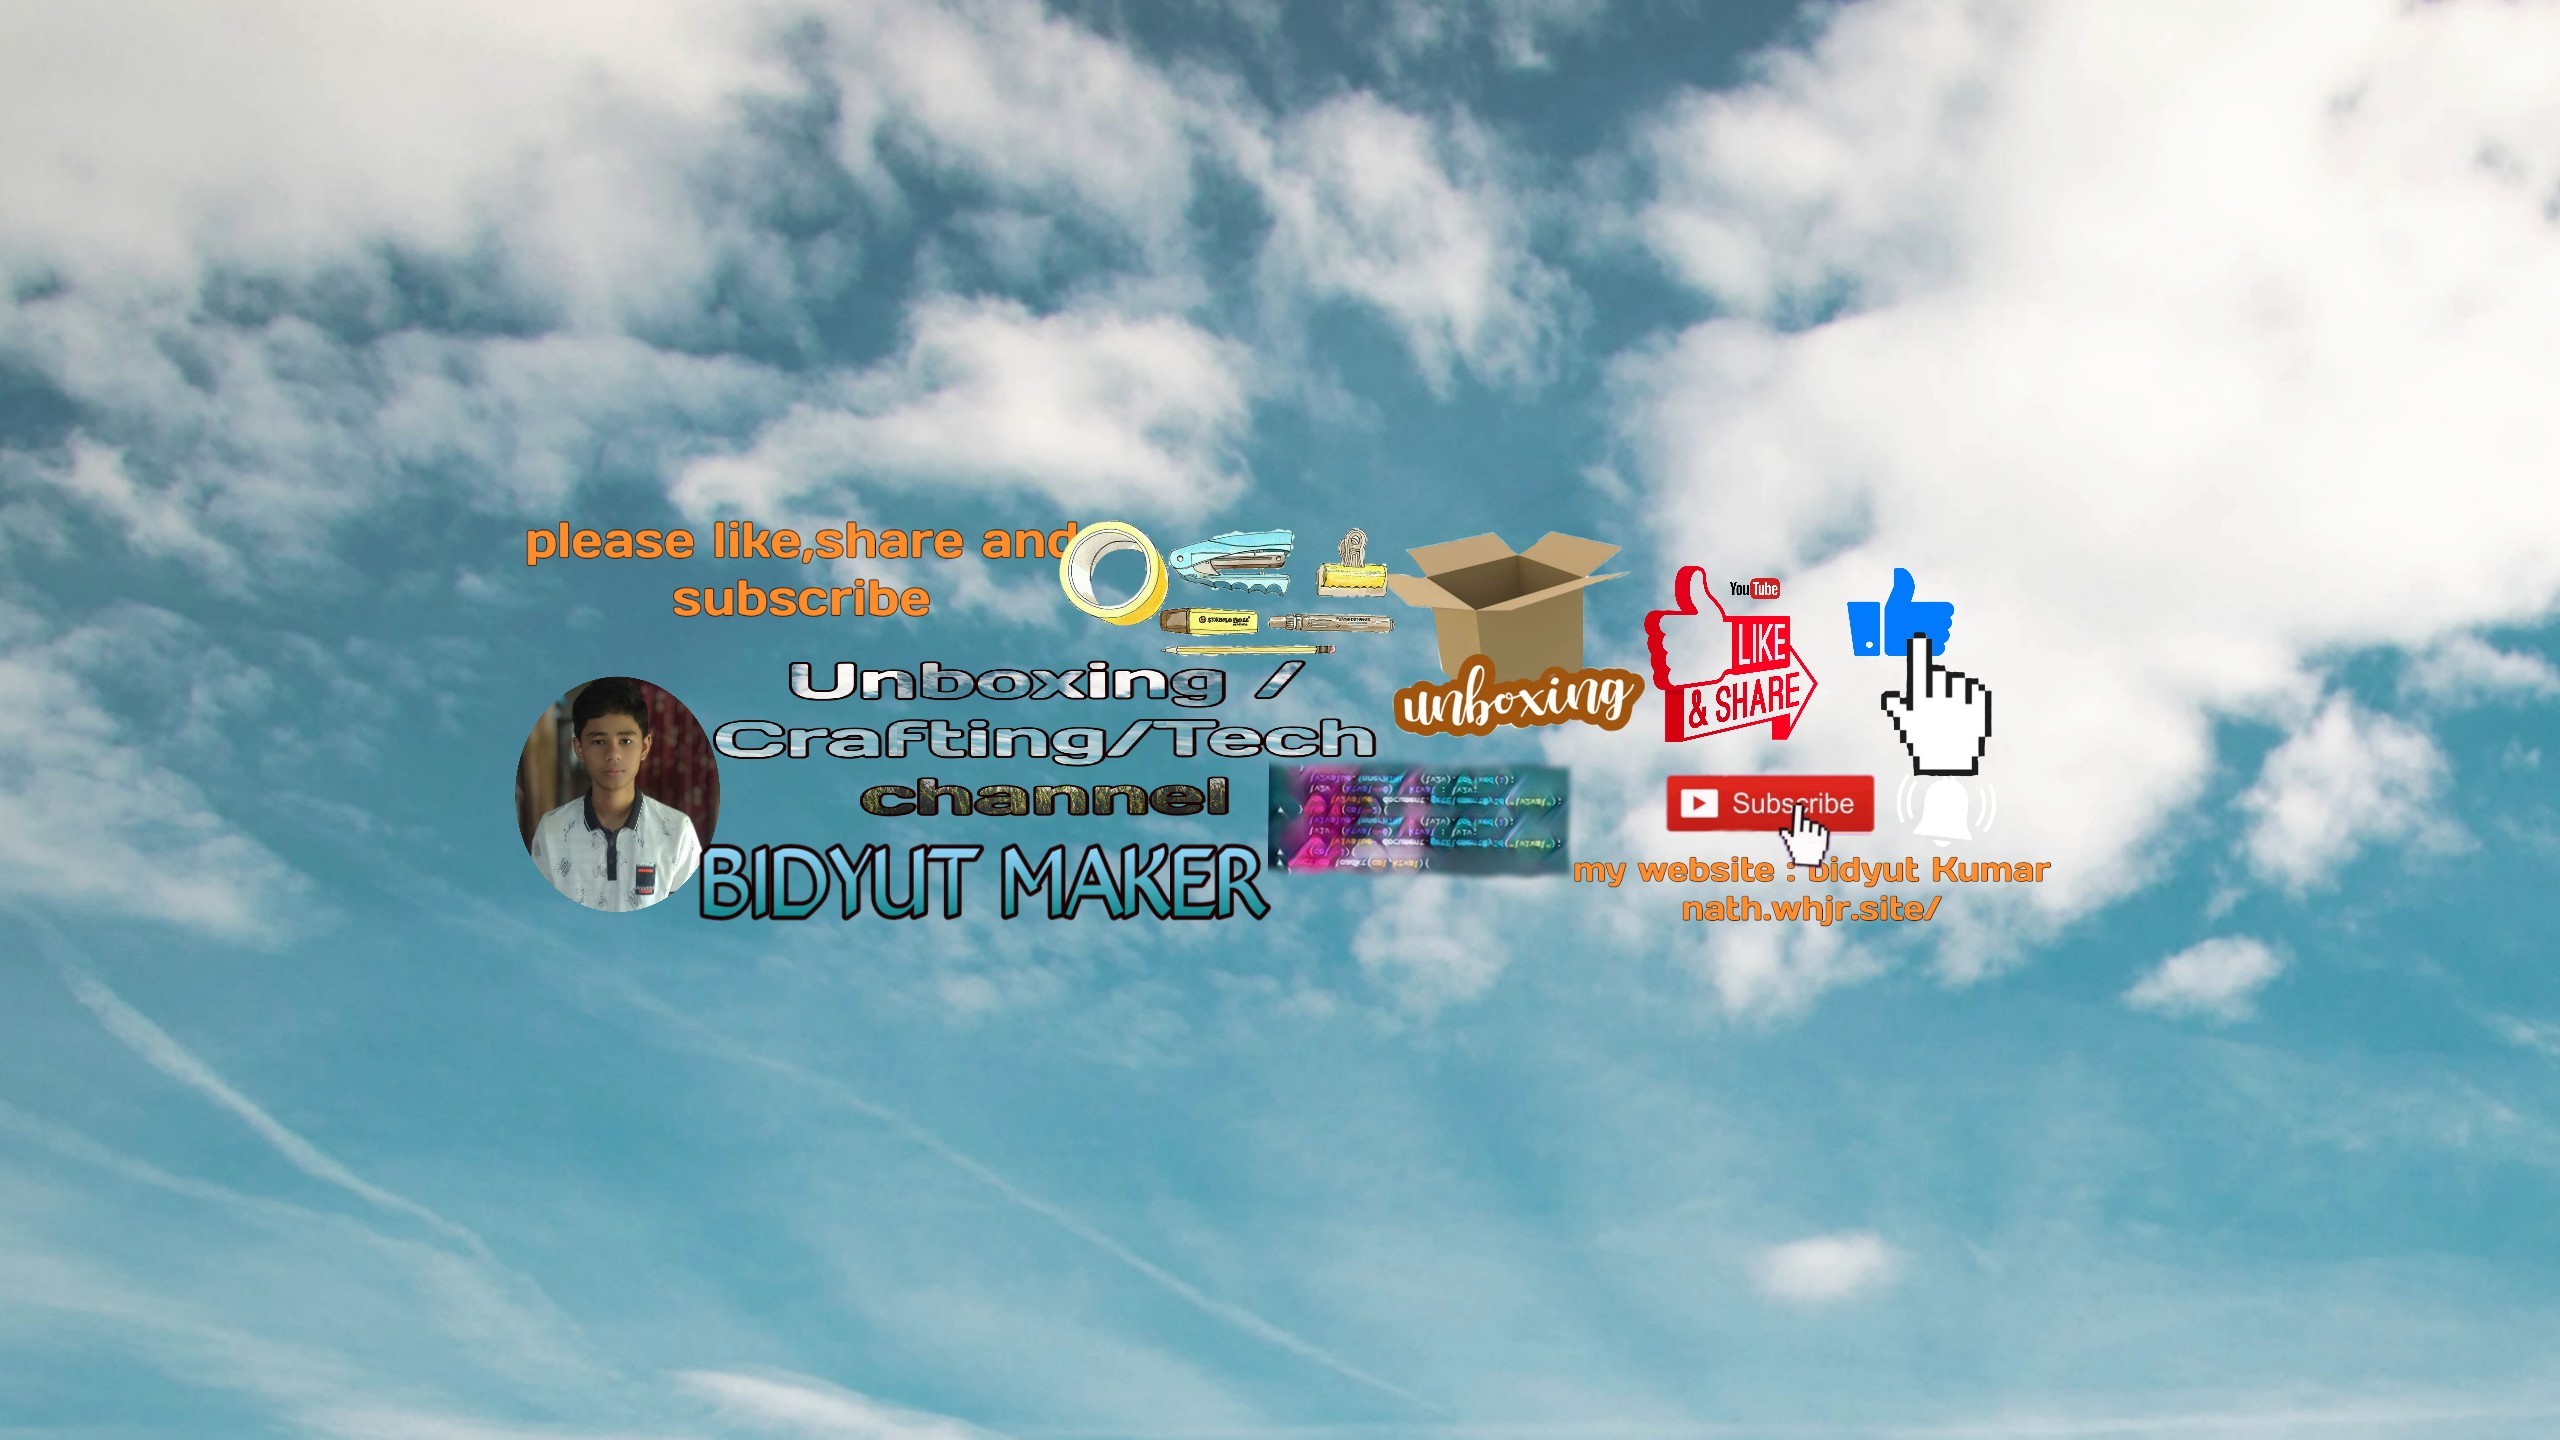 please like,share and
subscribe
Unboxing /
Crafting/Tech
channel
BIDYUT MAKER
unboxing
YouTube
LIKE
& SHARE
Subscribe
my website : bidyut Kumar
nath.whjr.site/